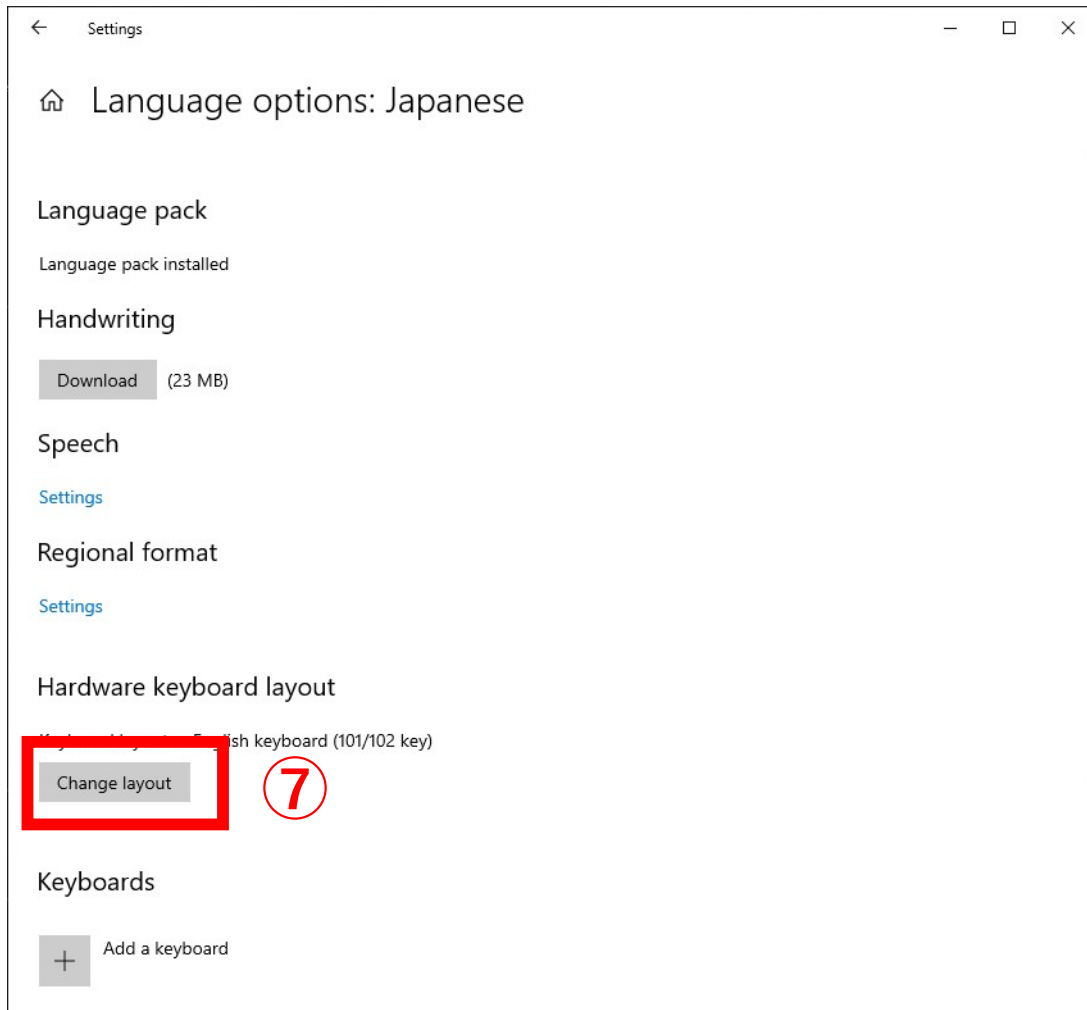 Settings
Language options: Japanese
Language pack
Language pack installed
Handwriting
Download (23 MB)
Speech
Settings
Regional format
Settings
Hardware keyboard layout
keyboard (101/102 key)
Change layout
⑦
Keyboards
Add a keyboard